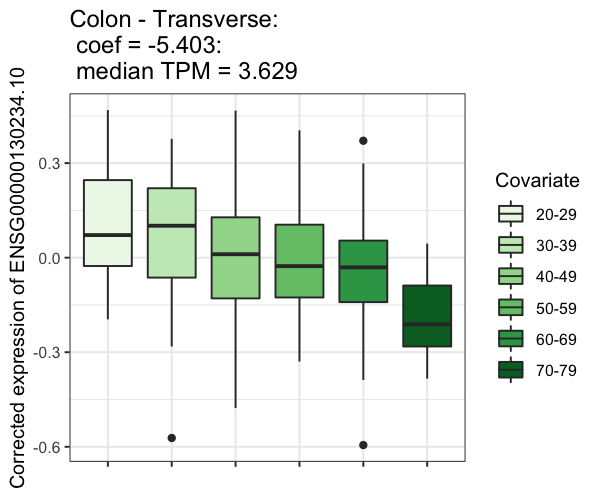 Colon - Transverse:
coef = -5.403:
median TPM = 3.629
Corrected expression of ENSG00000130234.10
0.3
0.0
-0.3
-0.6
Covariate
20-29
30-39
40-49
50-59
60-69
70-79